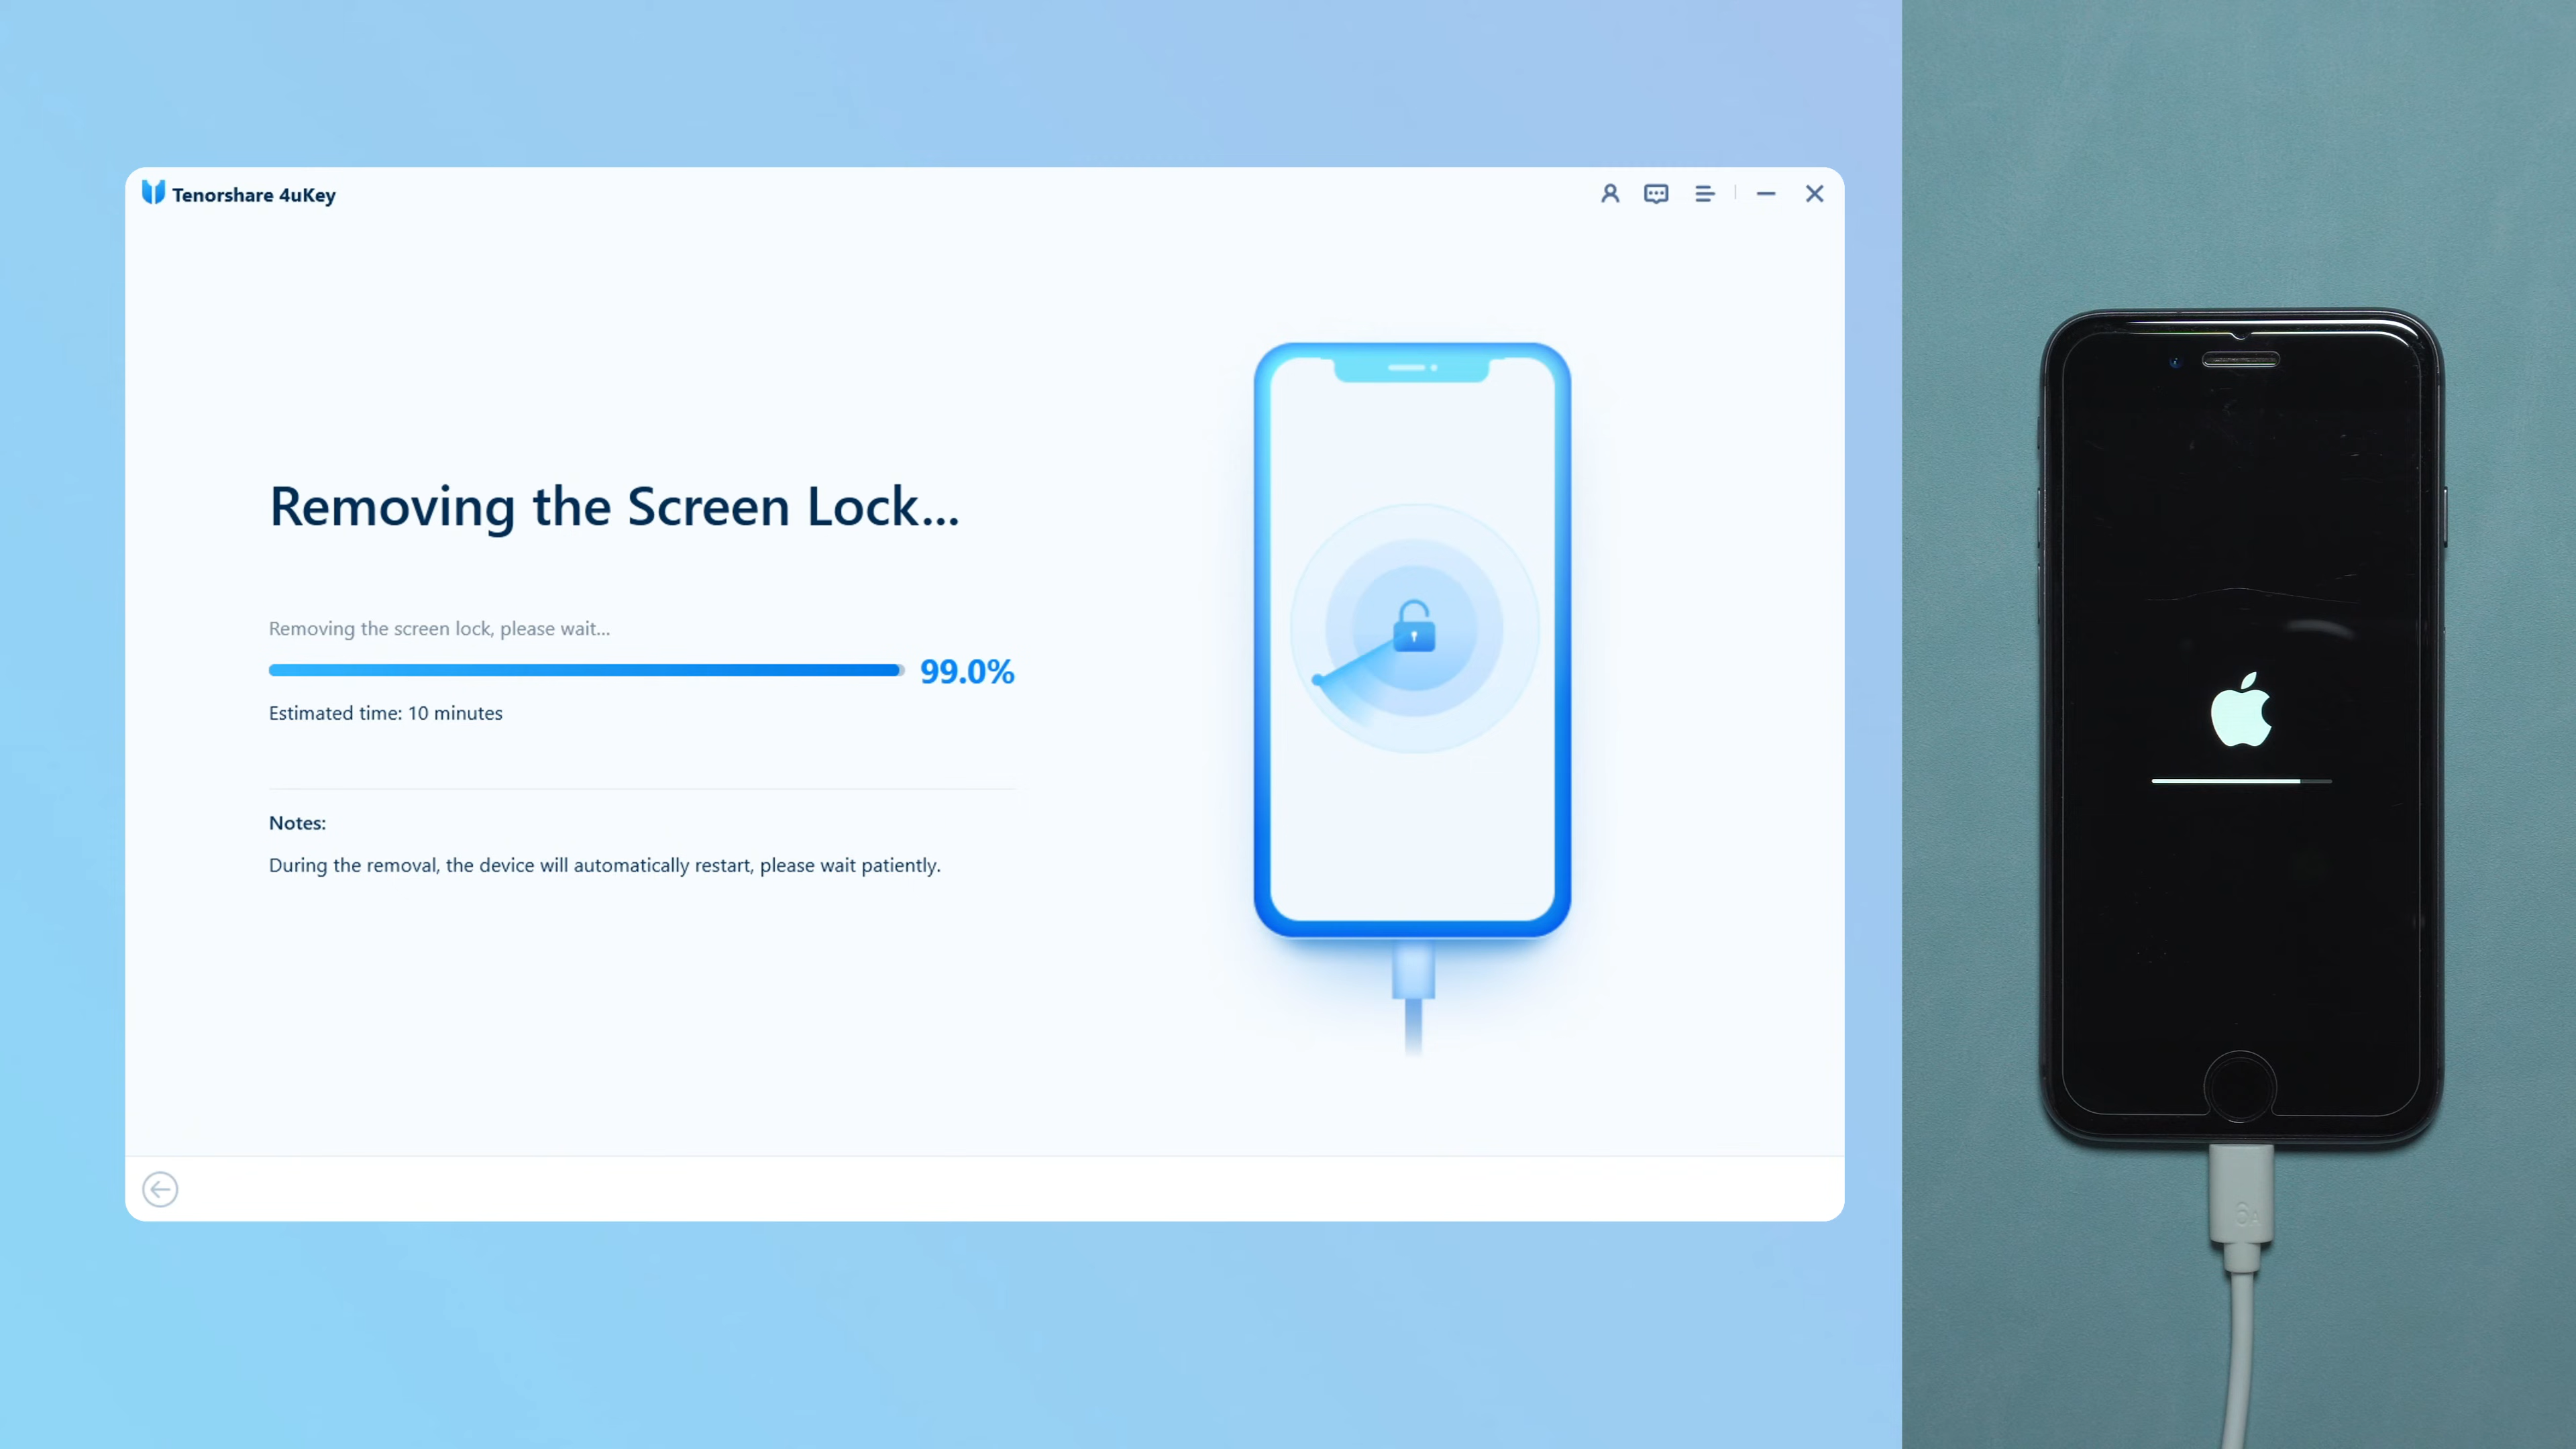 Tenorshare 4uKey
Removing the Screen Lock...
Removing the screen lock, please wait...
99.0%
Estimated time: 10 minutes
Notes:
During the removal, the device will automatically restart, please wait patiently.
6A